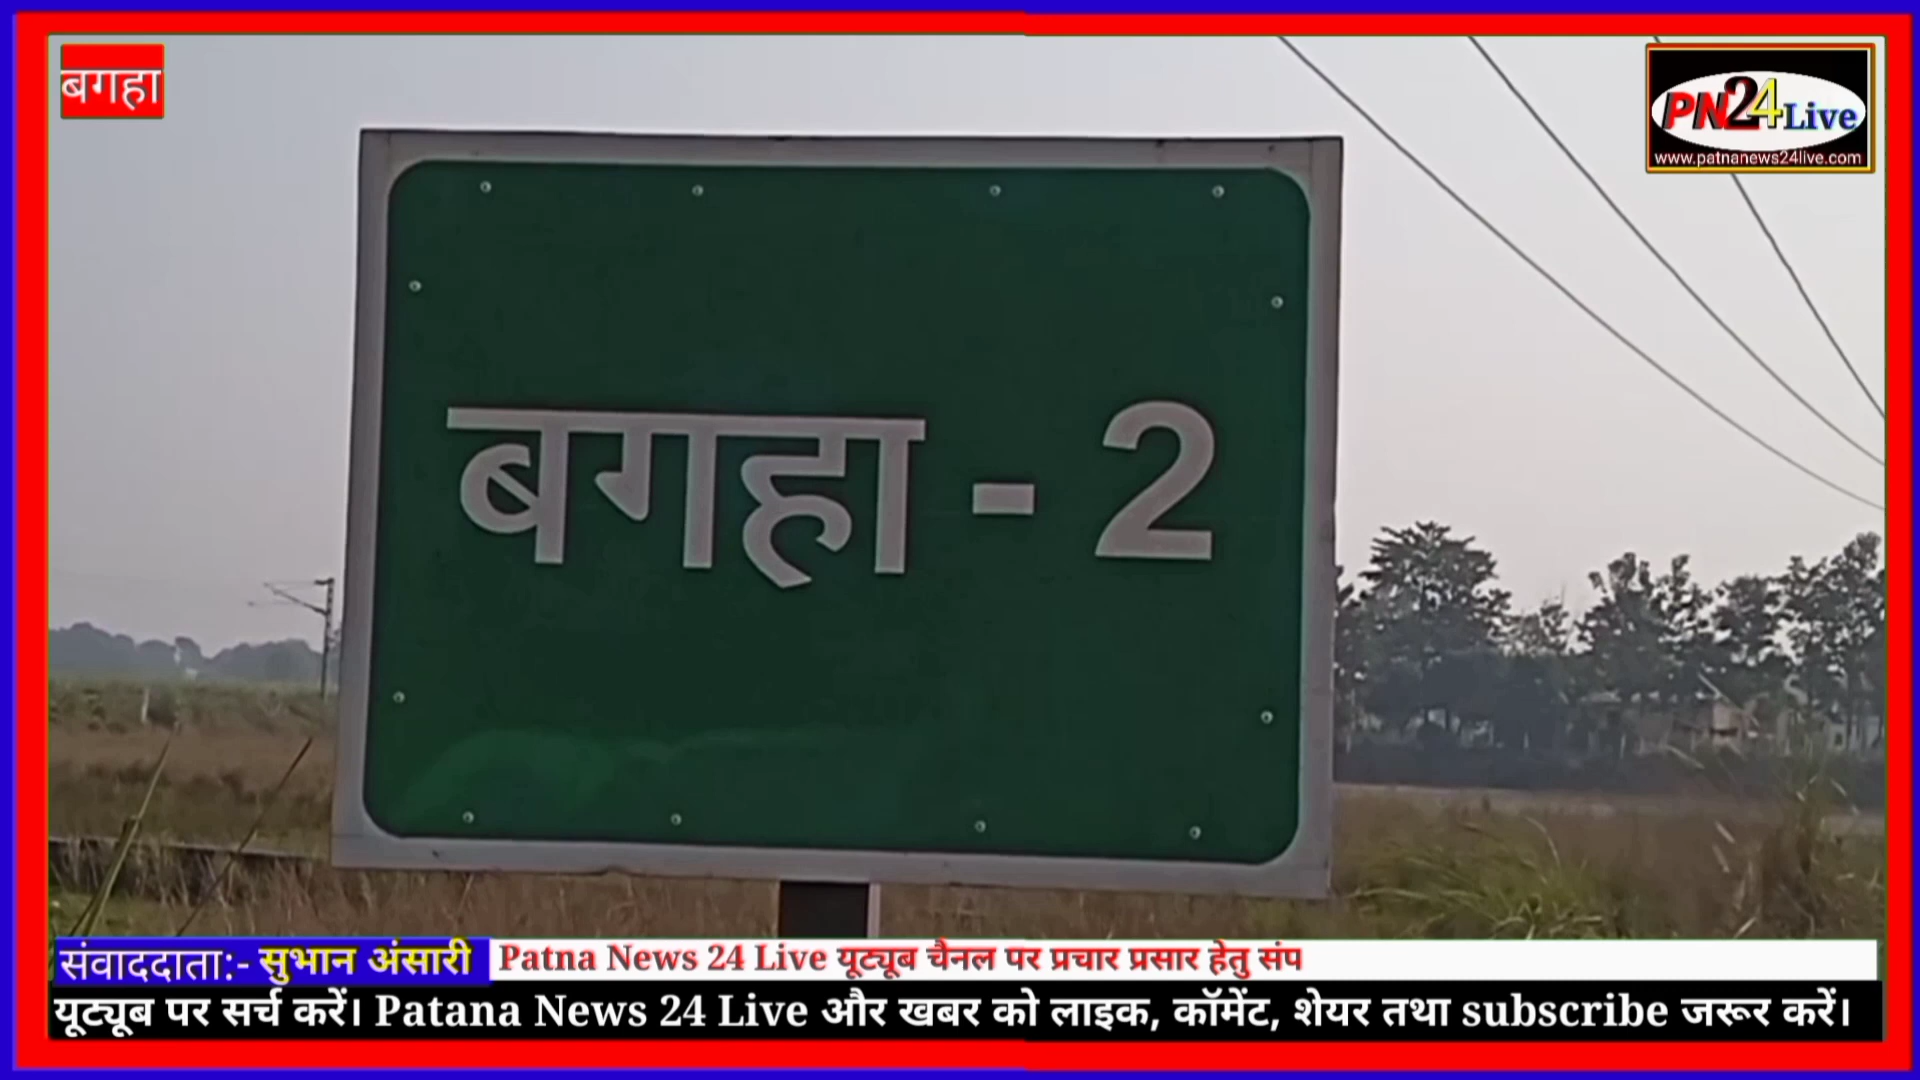 बगहा
PN24Live
www.patnanews24live.com
बगहा - 2
संवाददाता:- सुभान अंसारी
Patna News 24 Live यूट्यूब चैनल पर प्रचार प्रसार हेतु संप
यूट्यूब पर सर्च करें। Patana News 24 Live और खबर को लाइक, कॉमेंट, शेयर तथा subscribe जरूर करें।